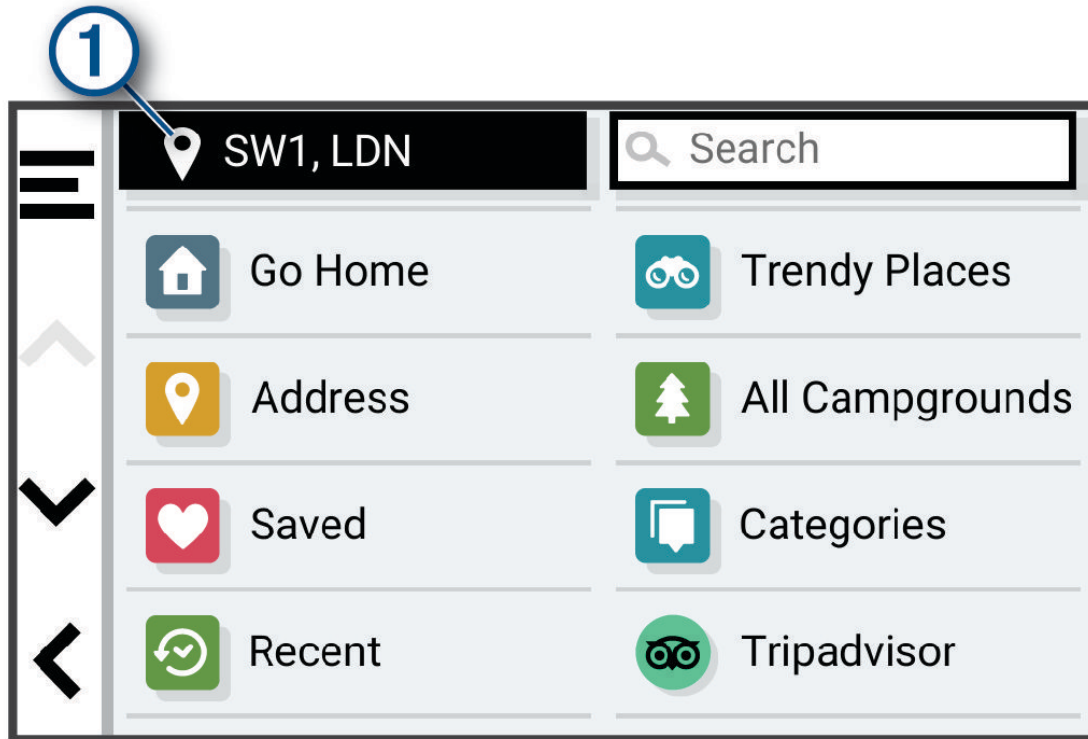 1
SW1, LDN
Search
Go Home
Trendy Places
Address
All Campgrounds
Saved
Categories
Recent
Tripadvisor